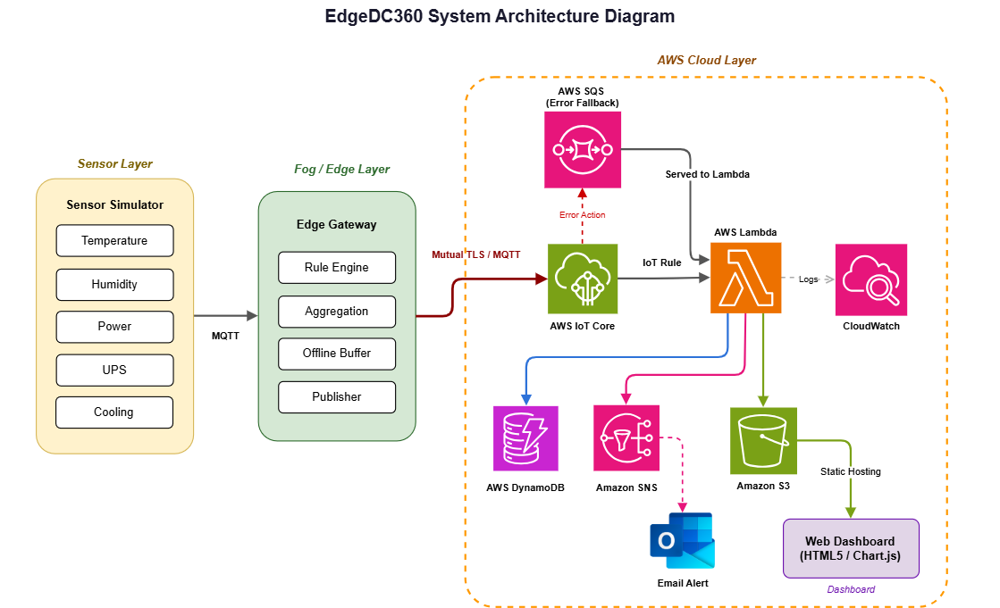 EdgeDC360 System Architecture Diagram
Sensor Layer
Sensor Simulator
Temperature
Humidity
Power
UPS
Cooling
MQTT
Fog / Edge Layer
Edge Gateway
Rule Engine
Aggregation
Offline Buffer
Publisher
Mutual TLS / MQTT
AWS Cloud Layer
AWS SQS
(Error Fallback)
Served to Lambda
Error Action
AWS IoT Core
IoT Rule
AWS Lambda
Logs
CloudWatch
AWS DynamoDB
Amazon SNS
Amazon S3
Static Hosting
O
Email Alert
Web Dashboard
(HTML5 / Chart.js)
Dashboard